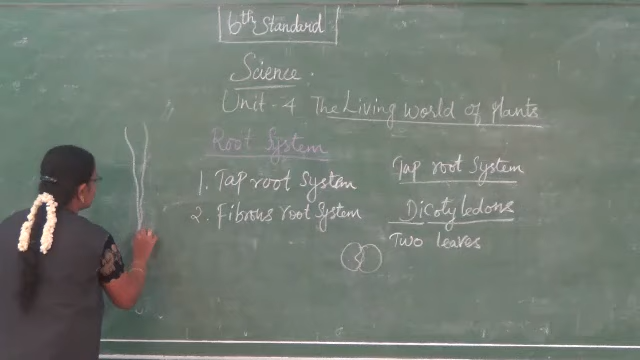 6th Standard
Science.
Unit - 4 The Living World of Plants
Root System
1. Tap root System
2. Fibrous root System
Tap root System
Dicotyledons
Two leaves